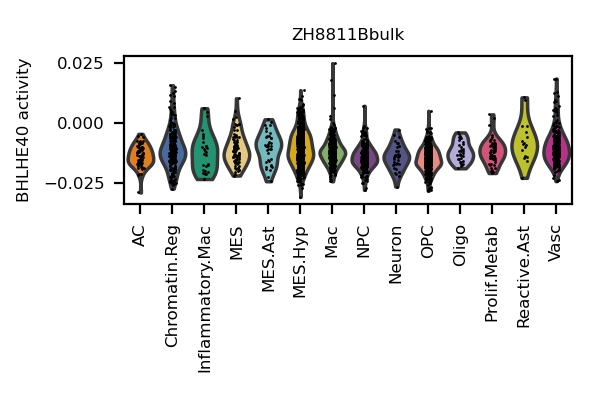 ZH8811Bbulk
BHLHE40 activity
0.025
0.000
−0.025
AC
Chromatin.Reg
Inflammatory.Mac
MES
MES.Ast
MES.Hyp
Mac
NPC
Neuron
OPC
Oligo
Prolif.Metab
Reactive.Ast
Vasc